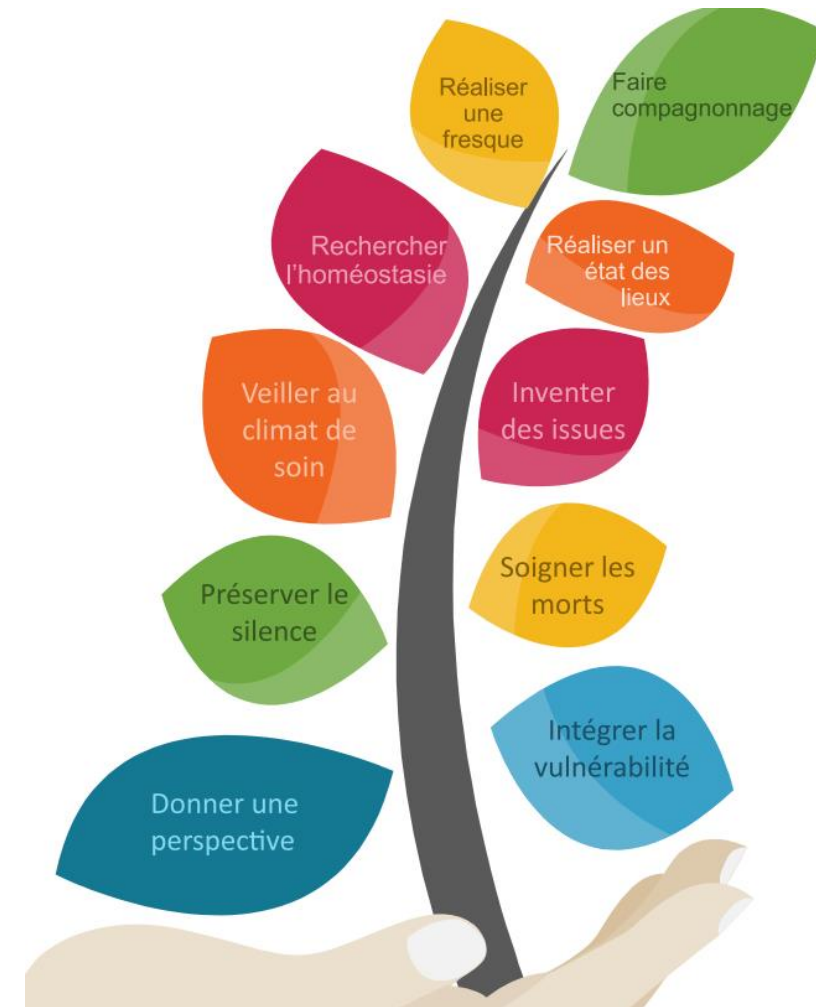 Réaliser
une
fresque
Faire
compagnonnage
Rechercher
l'homéostasie
Réaliser un
état des
lieux
Veiller au
climat de
soin
Inventer
des issues
Préserver le
silence
Soigner les
morts
Donner une
perspective
Intégrer la
vulnérabilité